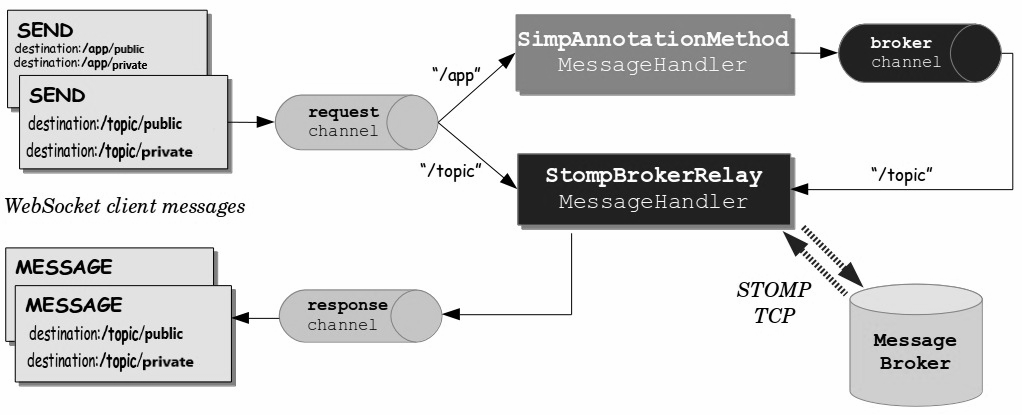 SEND
destination:/app/public
destination:/app/private
SEND
destination:/topic/public
destination:/topic/private
WebSocket client messages
request
channel
“/app”
“/topic”
SimpAnnotationMethod
MessageHandler
broker
channel
StompBrokerRelay
MessageHandler
“/topic”
MESSAGE
MESSAGE
destination:/topic/public
destination:/topic/private
response
channel
STOMP
TCP
Message
Broker